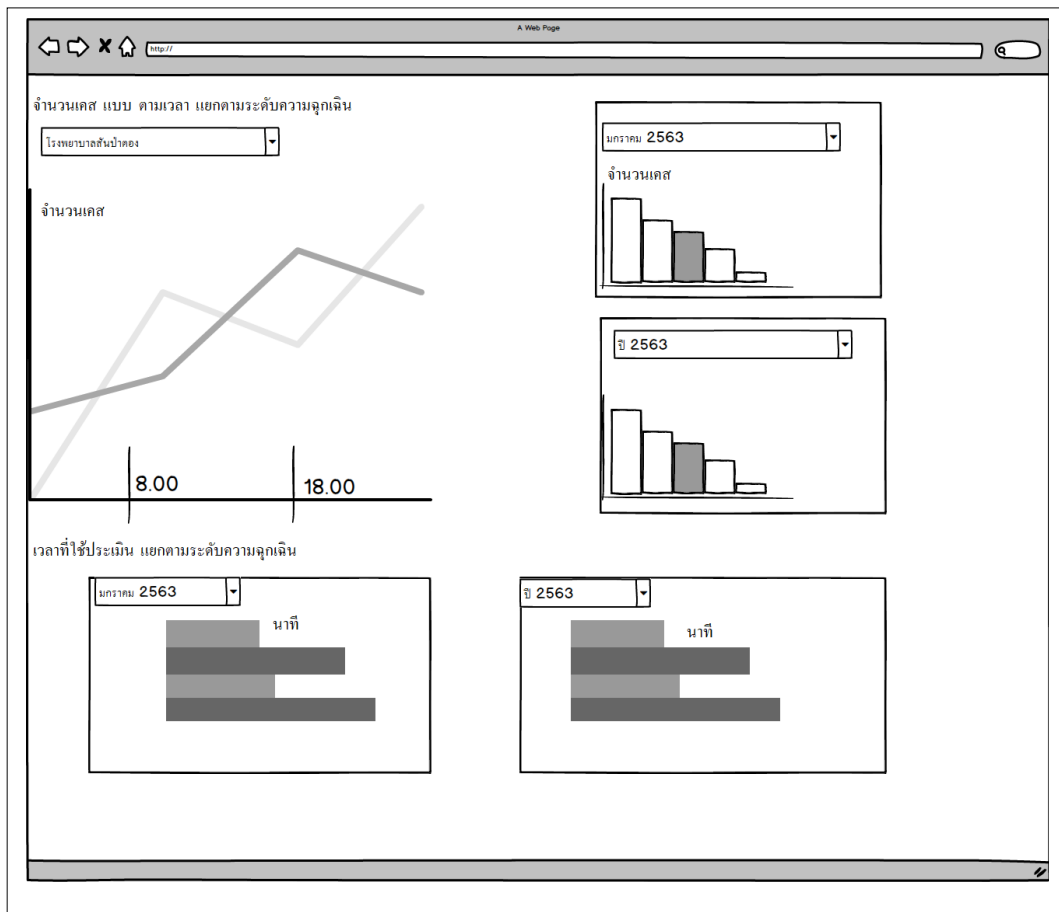 A Web Page
http://
จำนวนเคส แบบ ตามเวลา แยกตามระดับความฉุกเฉิน
โรงพยาบาลสันป่าตอง
จำนวนเคส
8.00
18.00
มกราคม 2563
จำนวนเคส
ปี 2563
เวลาที่ใช้ประเมิน แยกตามระดับความฉุกเฉิน
มกราคม 2563
นาที
ปี 2563
นาที